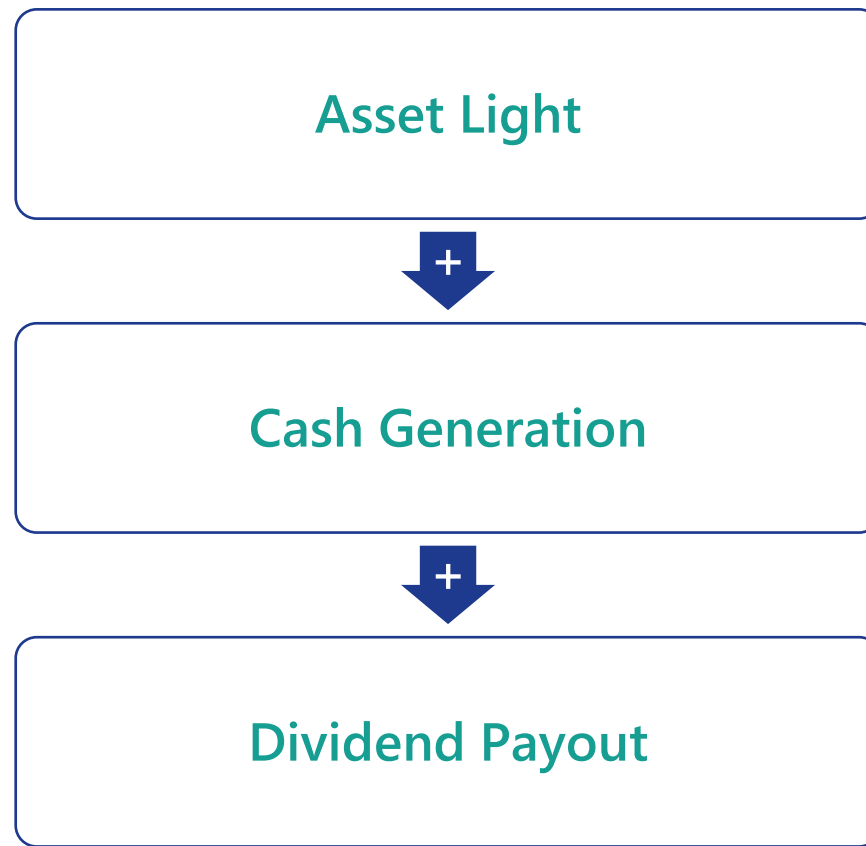 Asset Light
+
Cash Generation
+
Dividend Payout